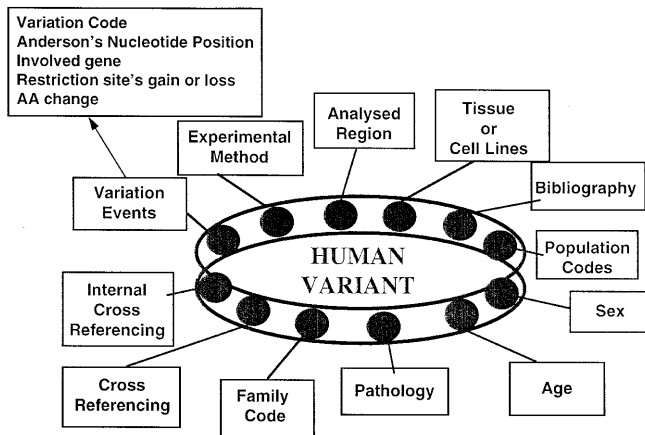 Variation Code
Anderson's Nucleotide Position
Involved gene
Restriction site's gain or loss
AA change
Experimental
Method
Analysed
Region
Tissue
or
Cell Lines
Variation
Events
Bibliography
HUMAN
VARIANT
Population
Codes
Internal
Cross
Referencing
Sex
Cross
Referencing
Family
Code
Pathology
Age